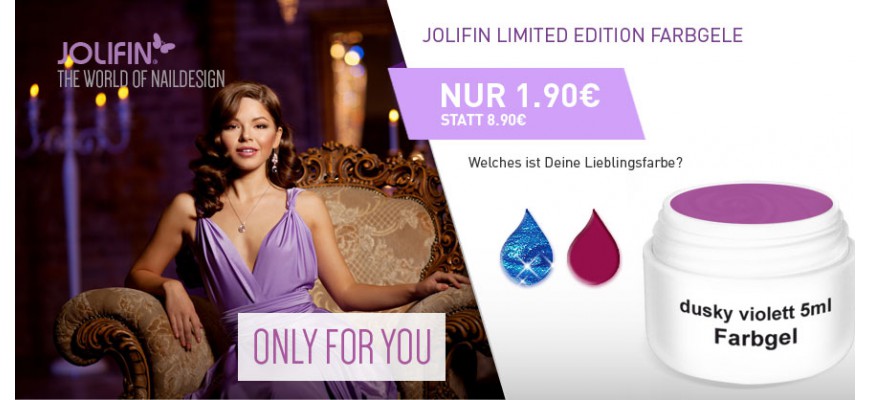 JOLIFIN
THE WORLD OF NAILDESIGN
ONLY FOR YOU
JOLIFIN LIMITED EDITION FARBGELE
NUR 1.90€
STATT 8.90€
Welches ist Deine Lieblingsfarbe?
dusky violett 5ml
Farbgel